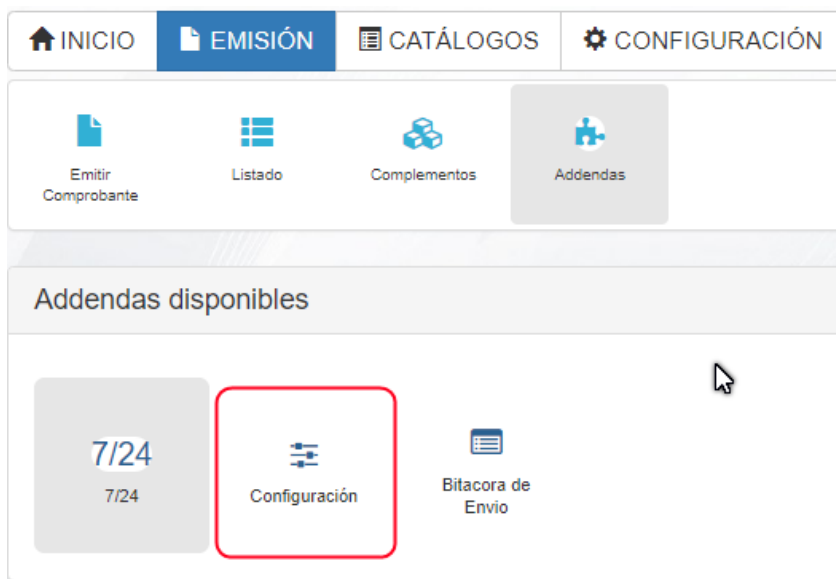 INICIO
EMISIÓN
CATÁLOGOS
CONFIGURACIÓN
Emitir
Comprobante
Listado
Complementos
Addendas
Addendas disponibles
7/24
7/24
Configuración
Bitacora de
Envio